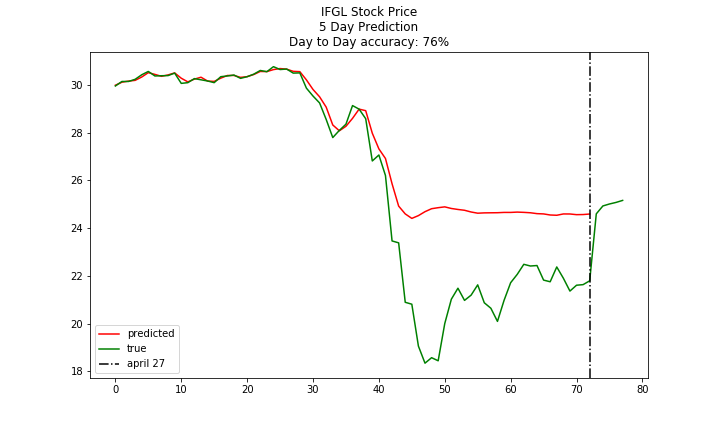 IFGL Stock Price
5 Day Prediction
Day to Day accuracy: 76%
30
28
26
24
22
20
18
predicted
true
april 27
0 10 20 30 40 50 60 70 80